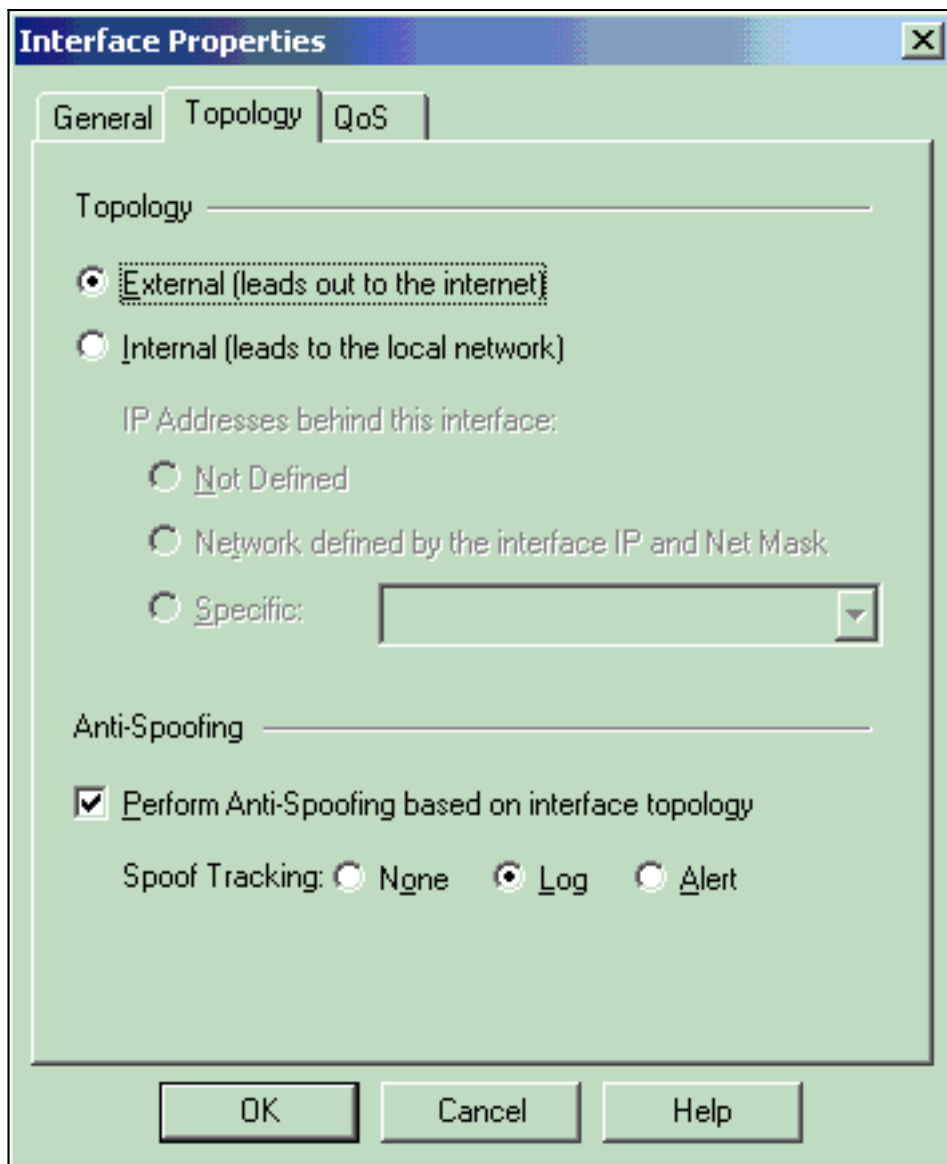 Interface Properties
General Topology QoS
Topology
External (leads out to the internet)
Internal (leads to the local network)
IP Addresses behind this interface:
Not Defined
Network defined by the interface IP and Net Mask
Specific:
Anti-Spoofing
Perform Anti-Spoofing based on interface topology
Spoof Tracking: None Log Alert
OK Cancel Help